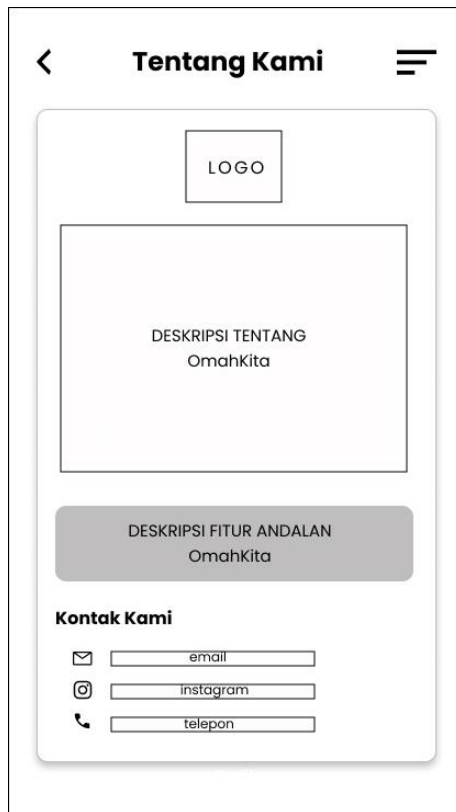 Tentang Kami
LOGO
DESKRIPSI TENTANG
OmahKita
DESKRIPSI FITUR ANDALAN
OmahKita
Kontak Kami
email
instagram
telepon